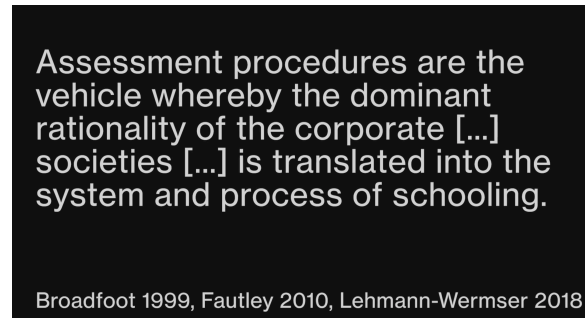 Assessment procedures are the
vehicle whereby the dominant
rationality of the corporate [...]
societies [...] is translated into the
system and process of schooling.
Broadfoot 1999, Fautley 2010, Lehmann-Wermser 2018